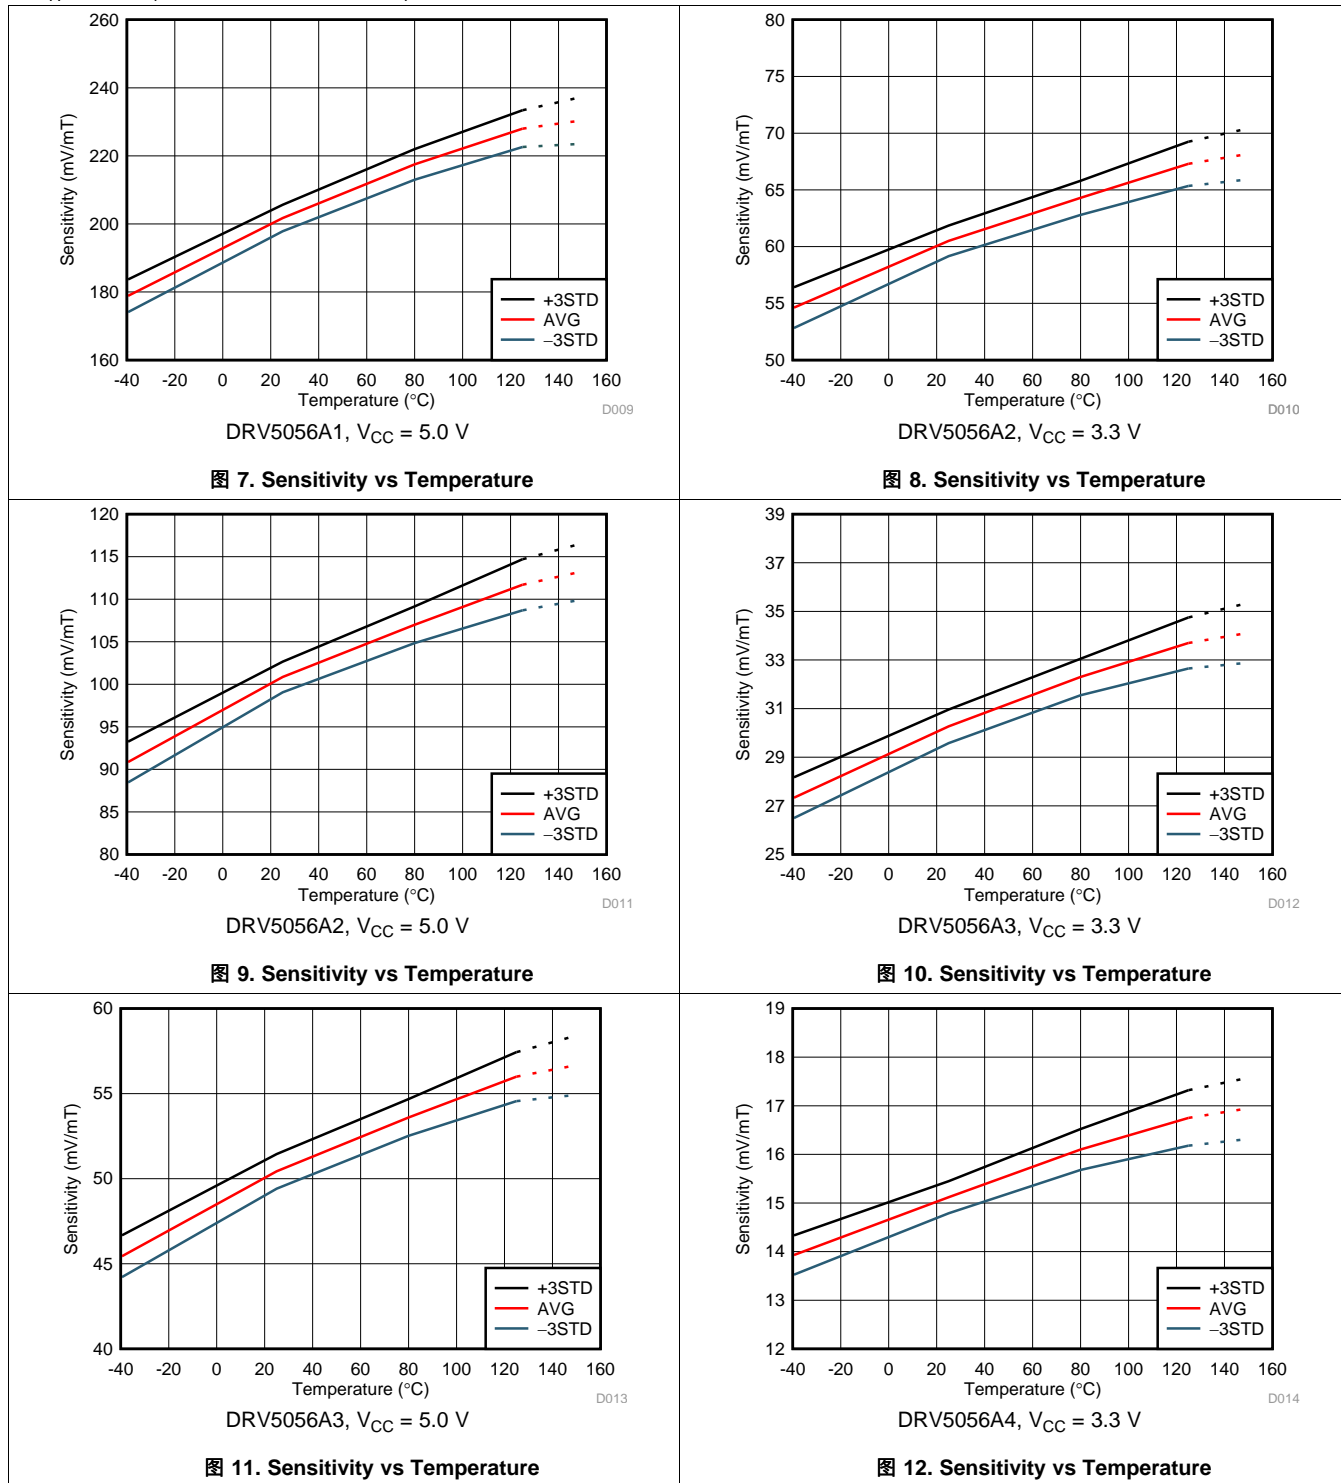 260
240
220
200
180
160
Sensitivity (mV/mT)
+3STD
AVG
−3STD
-40 -20 0 20 40 60 80 100 120 140 160
Temperature (°C)
D009
DRV5056A1, VCC = 5.0 V
图 7. Sensitivity vs Temperature
80
75
70
65
60
55
50
Sensitivity (mV/mT)
+3STD
AVG
−3STD
-40 -20 0 20 40 60 80 100 120 140 160
Temperature (°C)
D010
DRV5056A2, VCC = 3.3 V
图 8. Sensitivity vs Temperature
120
115
110
105
100
95
90
85
80
Sensitivity (mV/mT)
+3STD
AVG
−3STD
-40 -20 0 20 40 60 80 100 120 140 160
Temperature (°C)
D011
DRV5056A2, VCC = 5.0 V
图 9. Sensitivity vs Temperature
39
37
35
33
31
29
27
25
Sensitivity (mV/mT)
+3STD
AVG
−3STD
-40 -20 0 20 40 60 80 100 120 140 160
Temperature (°C)
D012
DRV5056A3, VCC = 3.3 V
图 10. Sensitivity vs Temperature
60
55
50
45
40
Sensitivity (mV/mT)
+3STD
AVG
−3STD
-40 -20 0 20 40 60 80 100 120 140 160
Temperature (°C)
D013
DRV5056A3, VCC = 5.0 V
图 11. Sensitivity vs Temperature
19
18
17
16
15
14
13
12
Sensitivity (mV/mT)
+3STD
AVG
−3STD
-40 -20 0 20 40 60 80 100 120 140 160
Temperature (°C)
D014
DRV5056A4, VCC = 3.3 V
图 12. Sensitivity vs Temperature